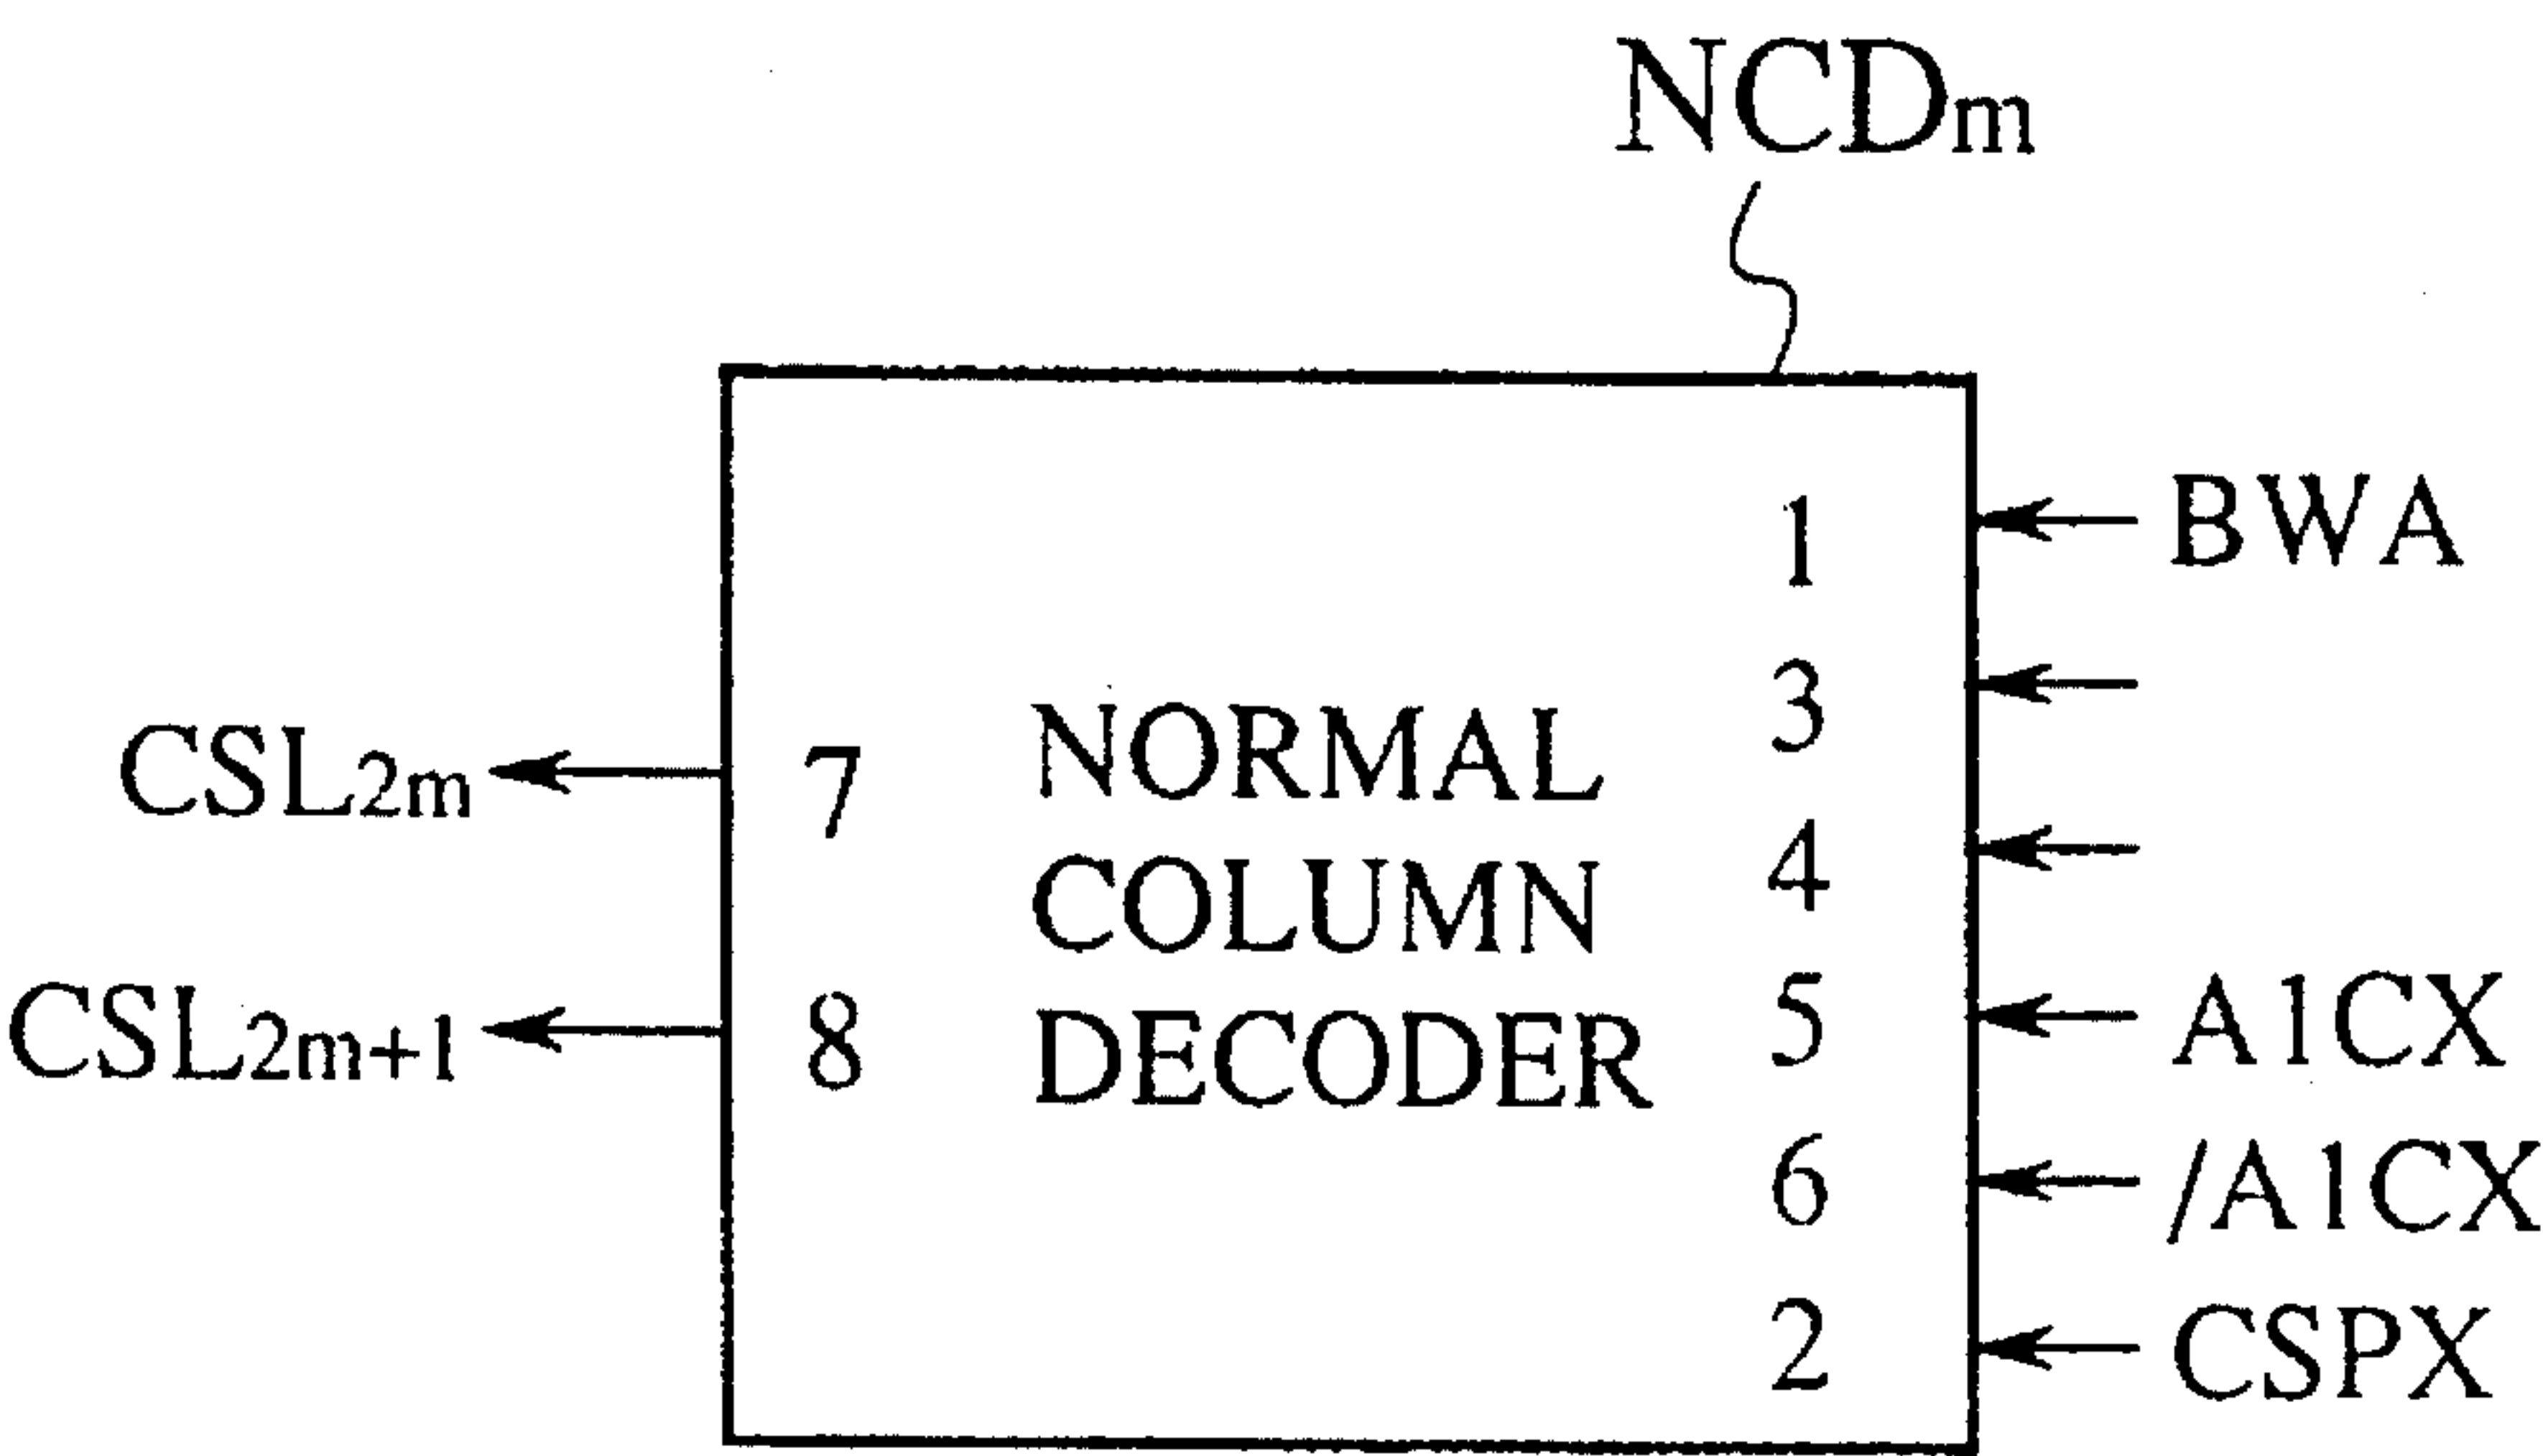 NCDm
1 BWA
3
CSL2m 7 NORMAL
4
COLUMN
CSL2m+1 8 DECODER 5 A1CX
6 /A1CX
2 CSPX